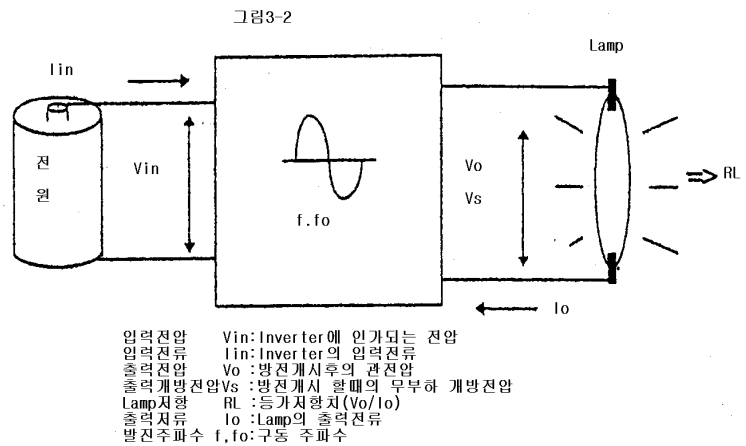 그림3-2
Lamp
Iin
전
원
Vin
f.fo
Vo
Vs
RL
Io
입력전압 Vin:Inverter에 인가되는 전압
입력전류 Iin:Inverter의 입력전류
출력전압 Vo :방전개시후의 관전압
출력개방전압Vs :방전개시 할때의 무부하 개방전압
Lamp저항 RL :등가저항치(Vo/Io)
출력저류 Io :Lamp의 출력전류
발진주파수 f,fo:구동 주파수